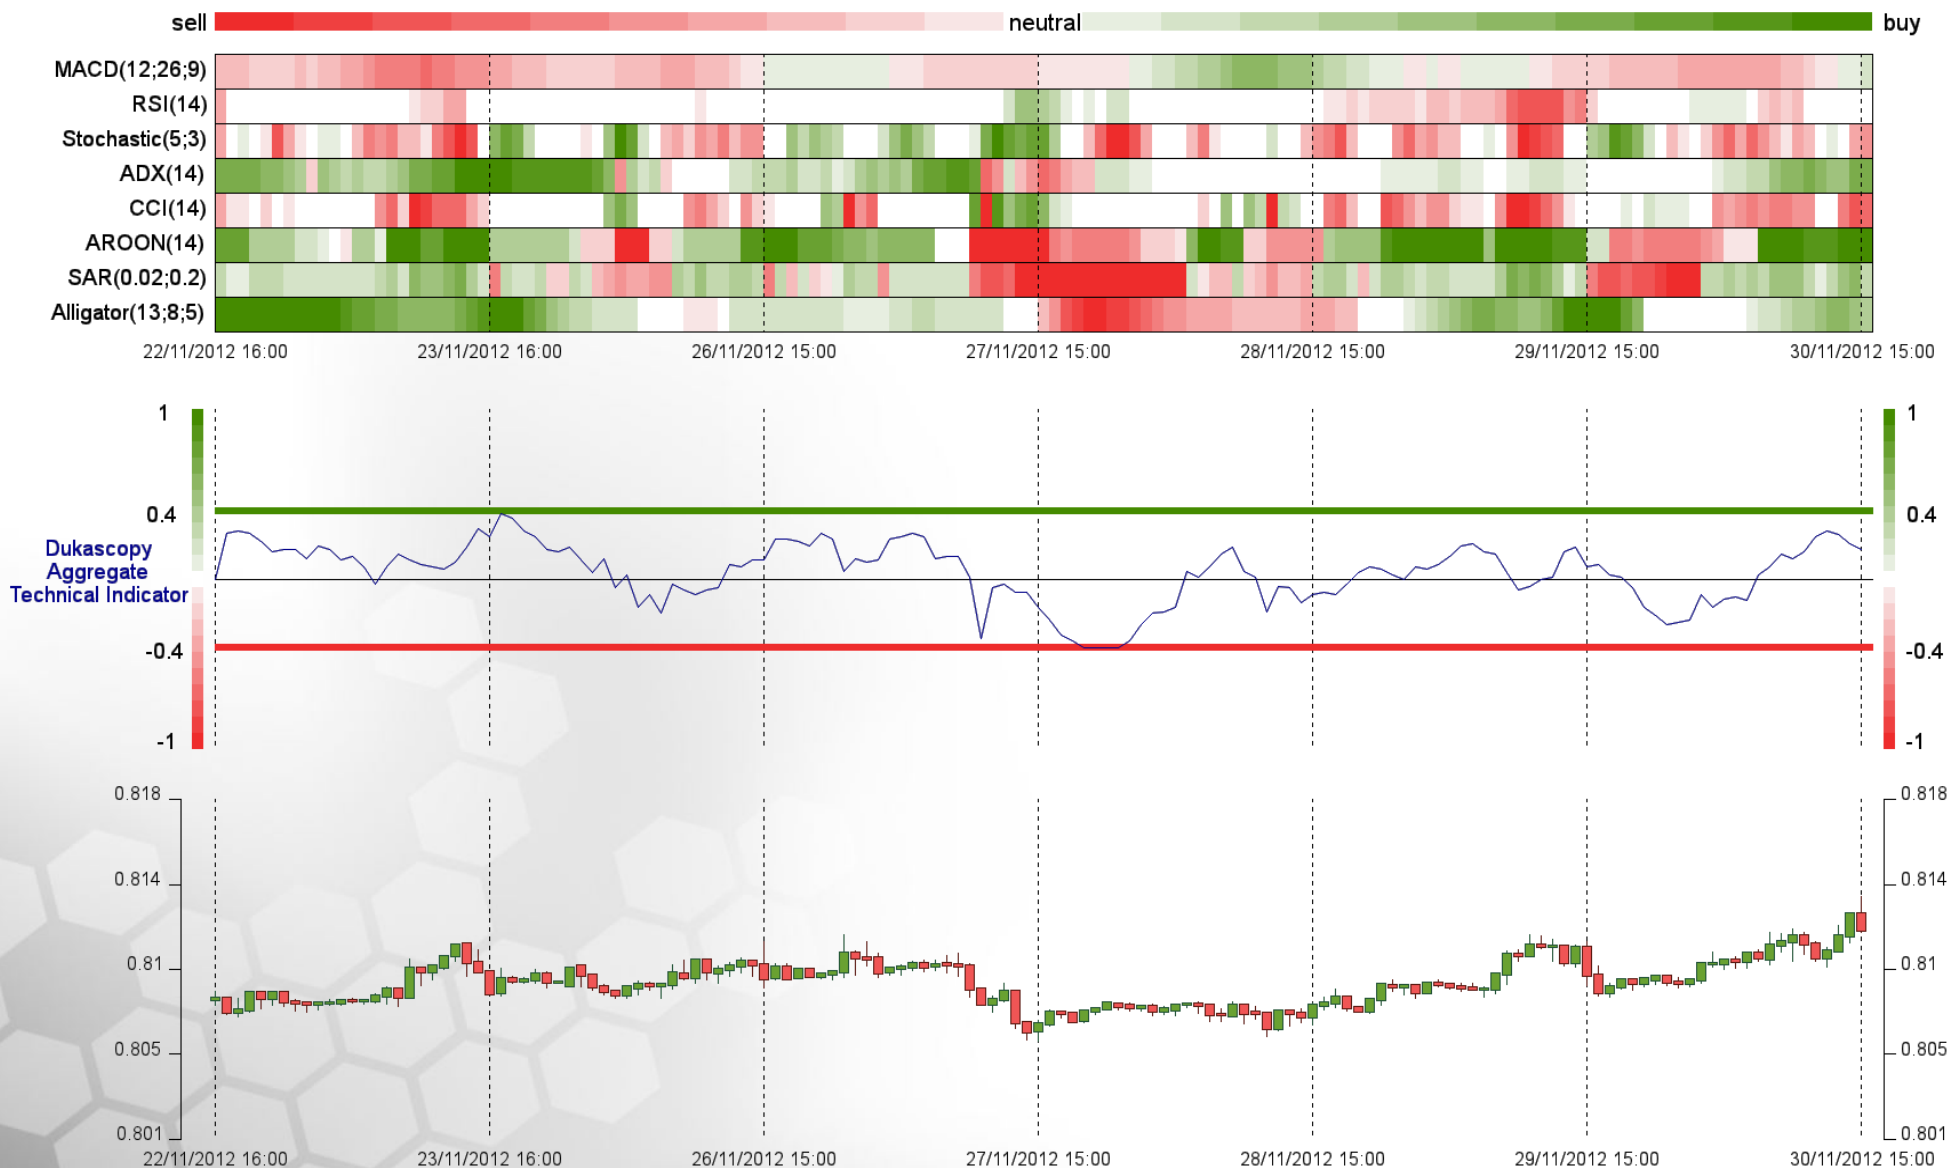 sell neutral buy
MACD(12;26;9)
RSI(14)
Stochastic(5;3)
ADX(14)
CCI(14)
AROON(14)
SAR(0.02;0.2)
Alligator(13;8;5)
22/11/2012 16:00 23/11/2012 16:00 26/11/2012 15:00 27/11/2012 15:00 28/11/2012 15:00 29/11/2012 15:00 30/11/2012 15:00
1 1
0.4 0.4
Dukascopy
Aggregate
Technical Indicator
-0.4 -0.4
-1 -1
0.818 0.818
0.814 0.814
0.81 0.81
0.805 0.805
0.801 0.801
22/11/2012 16:00 23/11/2012 16:00 26/11/2012 15:00 27/11/2012 15:00 28/11/2012 15:00 29/11/2012 15:00 30/11/2012 15:00